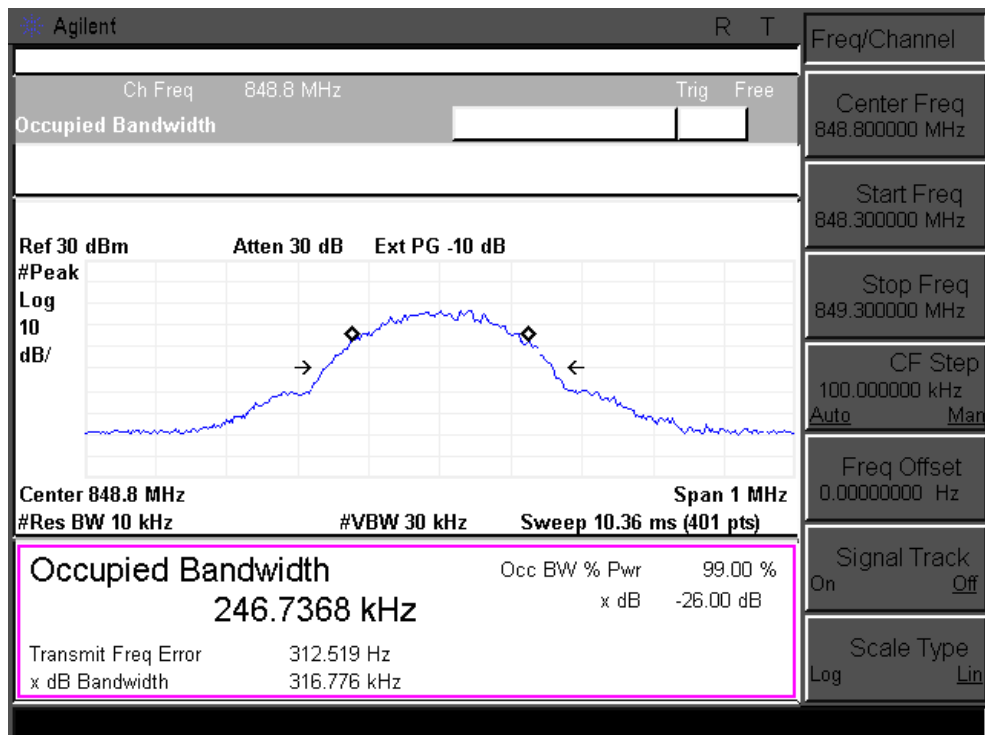 Agilent R T
Ch Freq 848.8 MHz Trig Free
Occupied Bandwidth
Ref 30 dBm Atten 30 dB Ext PG -10 dB
#Peak
Log
10
dB/
Center 848.8 MHz Span 1 MHz
#Res BW 10 kHz #VBW 30 kHz Sweep 10.36 ms (401 pts)
Occupied Bandwidth Occ BW % Pwr 99.00 %
246.7368 kHz x dB -26.00 dB
Transmit Freq Error 312.519 Hz
x dB Bandwidth 316.776 kHz
Freq/Channel
Center Freq
848.800000 MHz
Start Freq
848.300000 MHz
Stop Freq
849.300000 MHz
CF Step
100.000000 kHz
Auto Man
Freq Offset
0.00000000 Hz
Signal Track
On Off
Scale Type
Log Lin